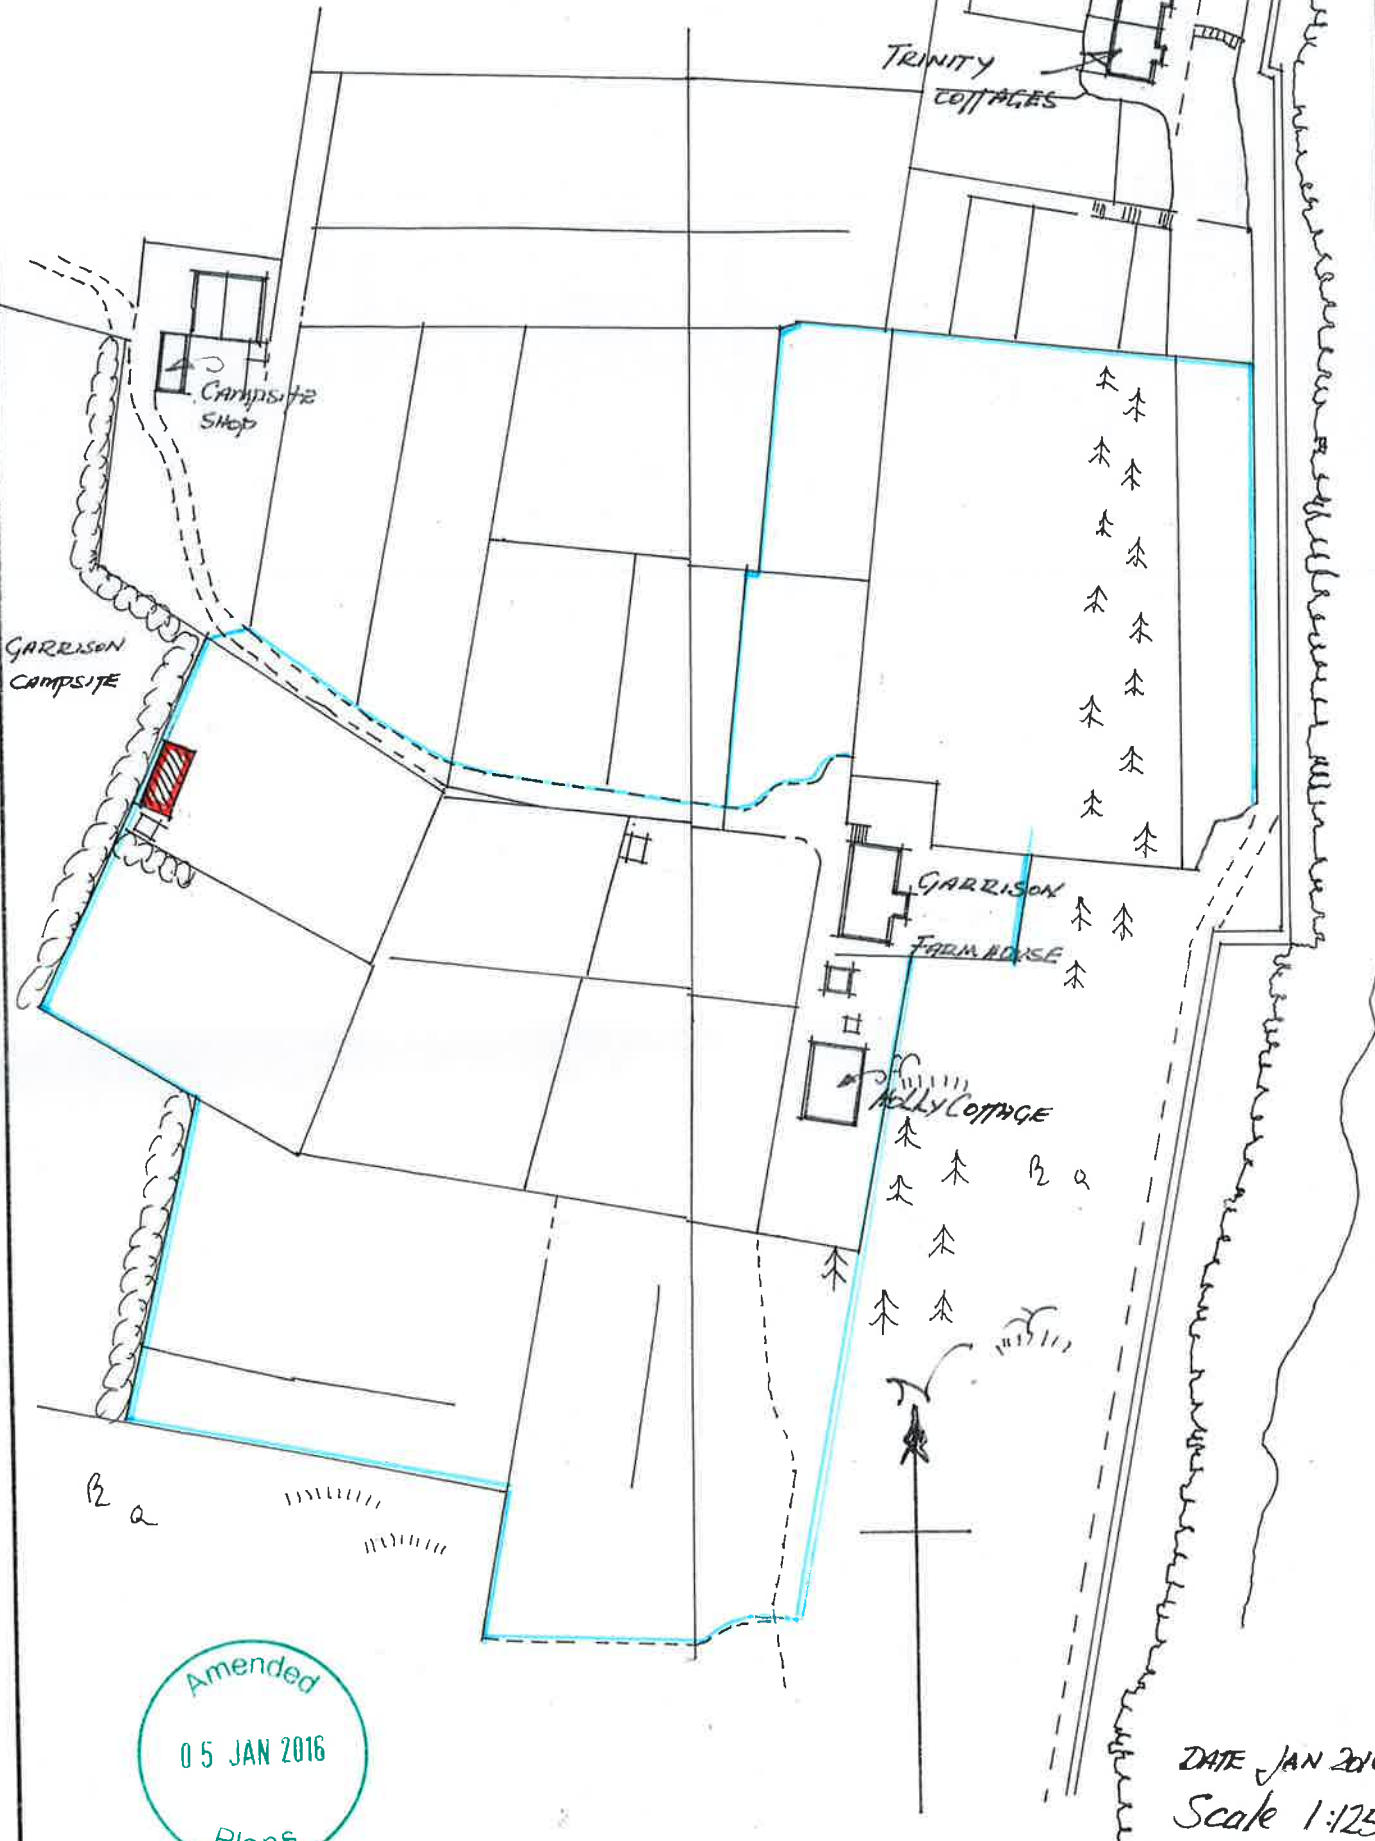 TRINITY
COTTAGES
CAMPSITE
SHOP
GARRISON
CAMPSITE
GARRISON
FARMHOUSE
HOLLY COTTAGE
Amended
05 JAN 2016
Plans
DATE JAN 201
Scale 1:125